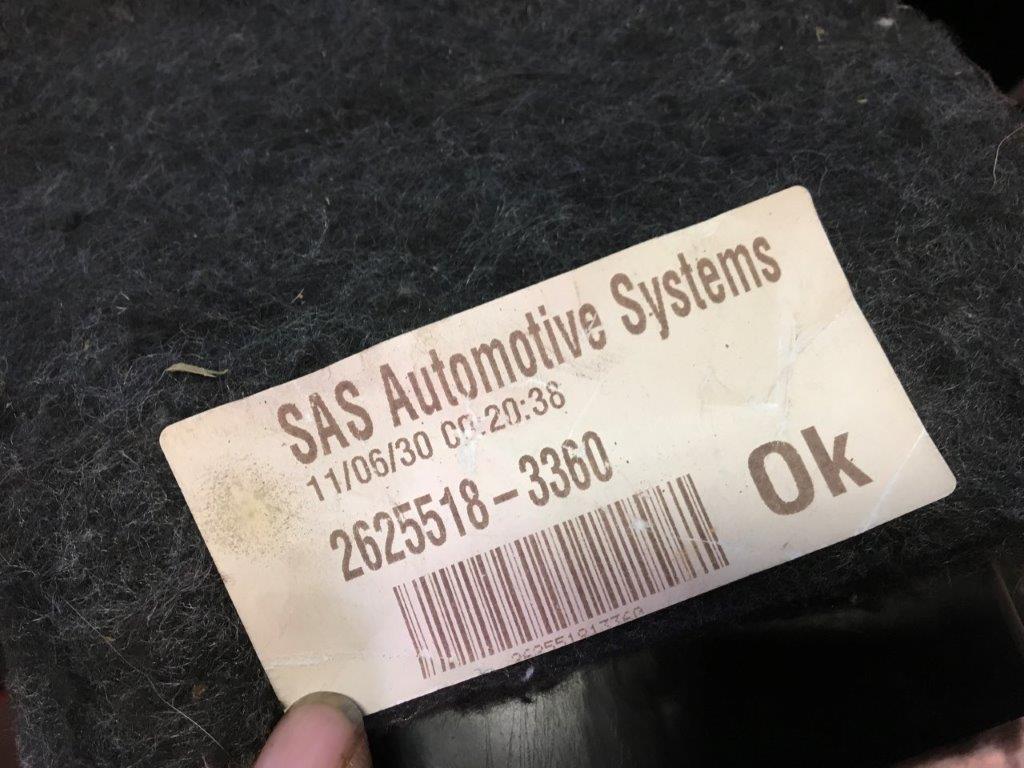 SAS Automotive Systems
11/06/30 :20:38
2625518-3360
Ok